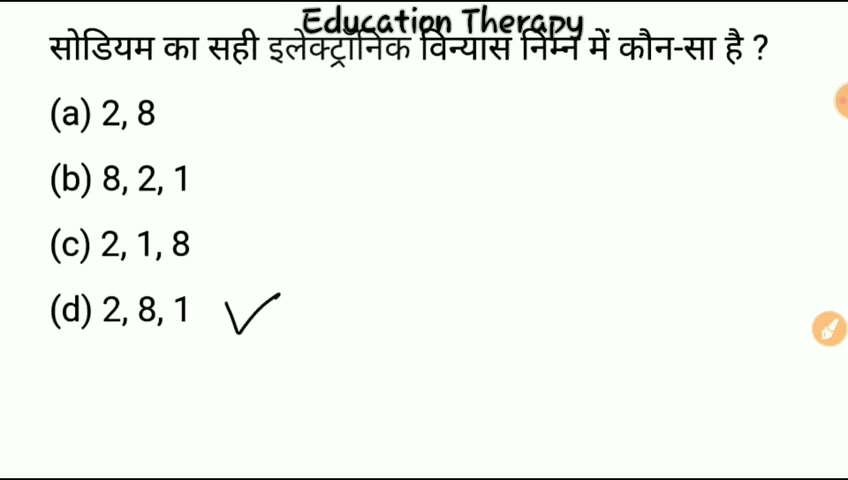 Education Therapy
सोडियम का सही इलेक्ट्रॉनिक विन्यास निम्न में कौन-सा है ?
(a) 2, 8
(b) 8, 2, 1
(c) 2, 1, 8
(d) 2, 8, 1